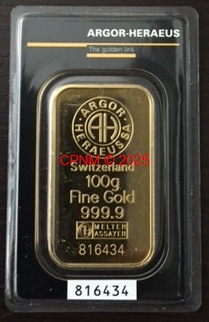 ARGOR-HERAEUS
The golden link
ARGOR
HERAEUS SA
AH
CPNM © 2025
Switzerland
100g
Fine Gold
999.9
MELTER
ASSAYER
816434
816434